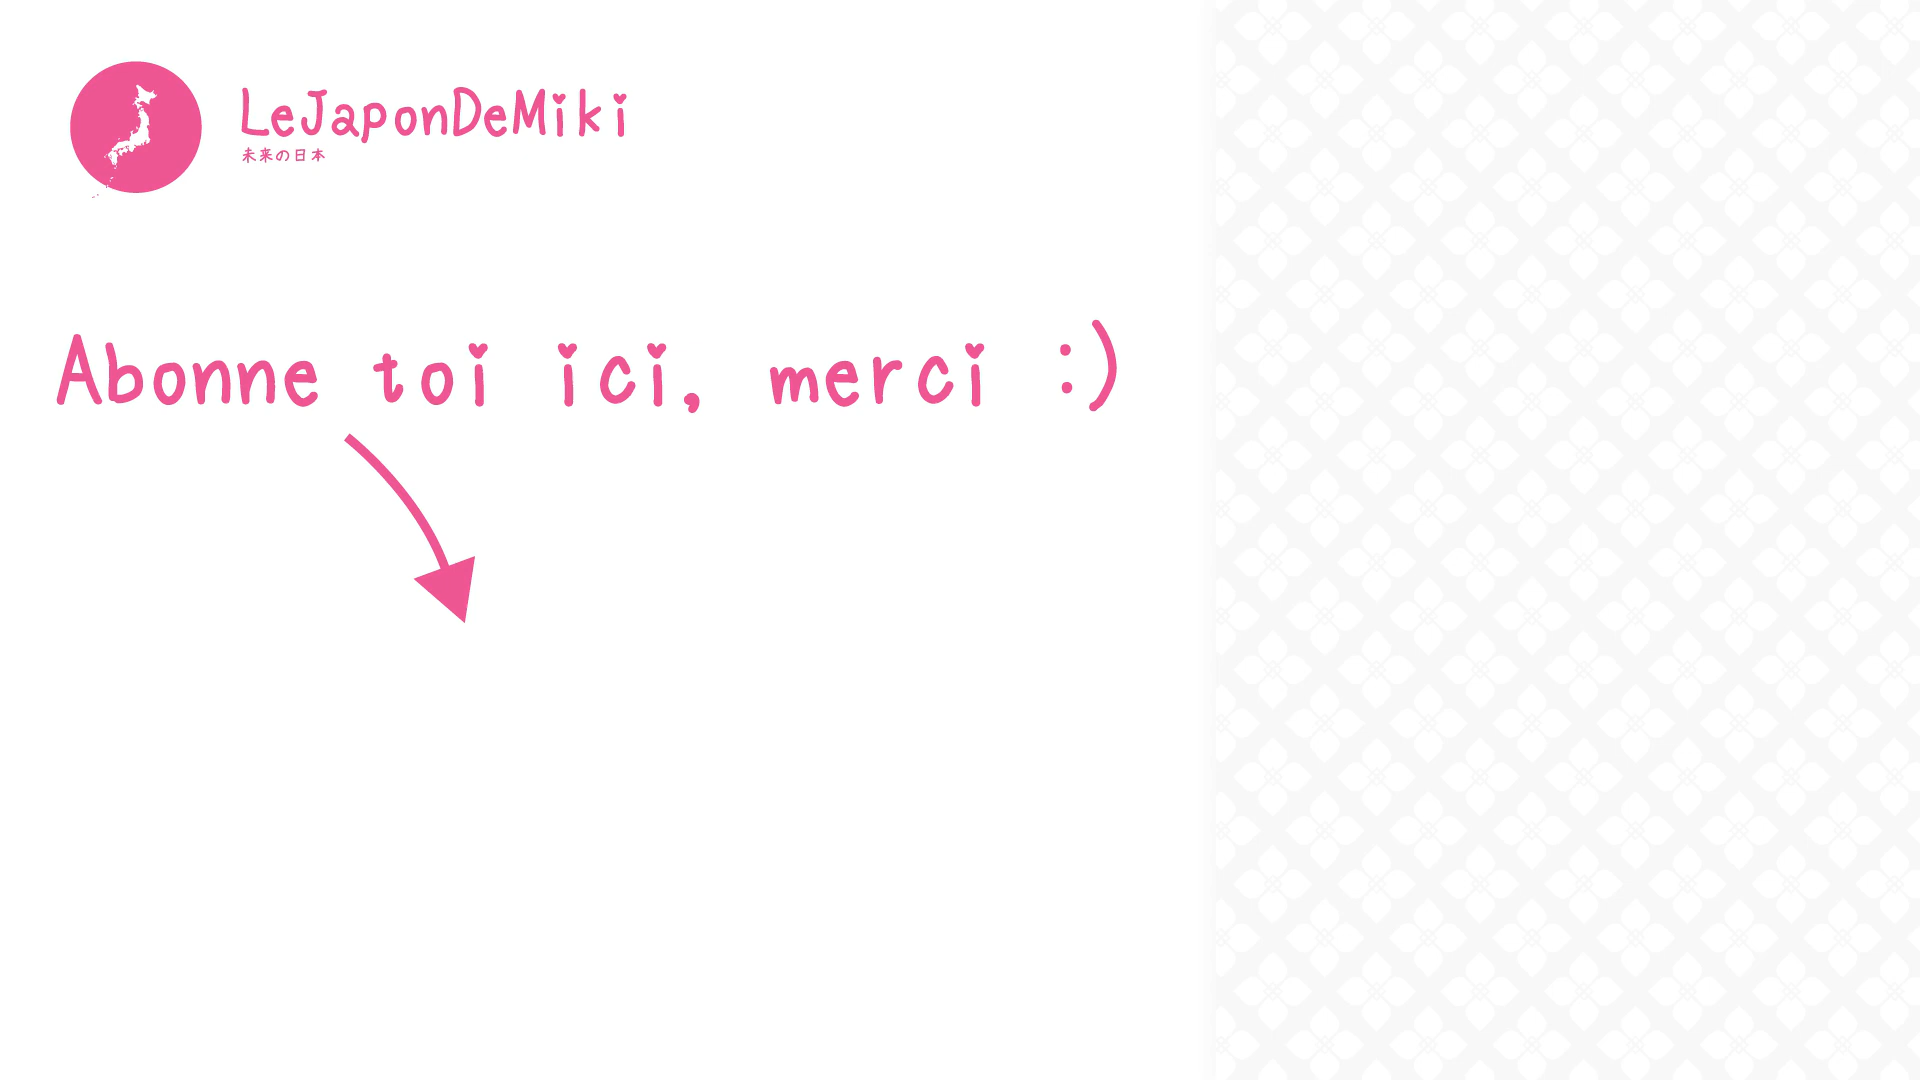 LeJaponDeMiki
未来の日本
Abonne toi ici, merci :)